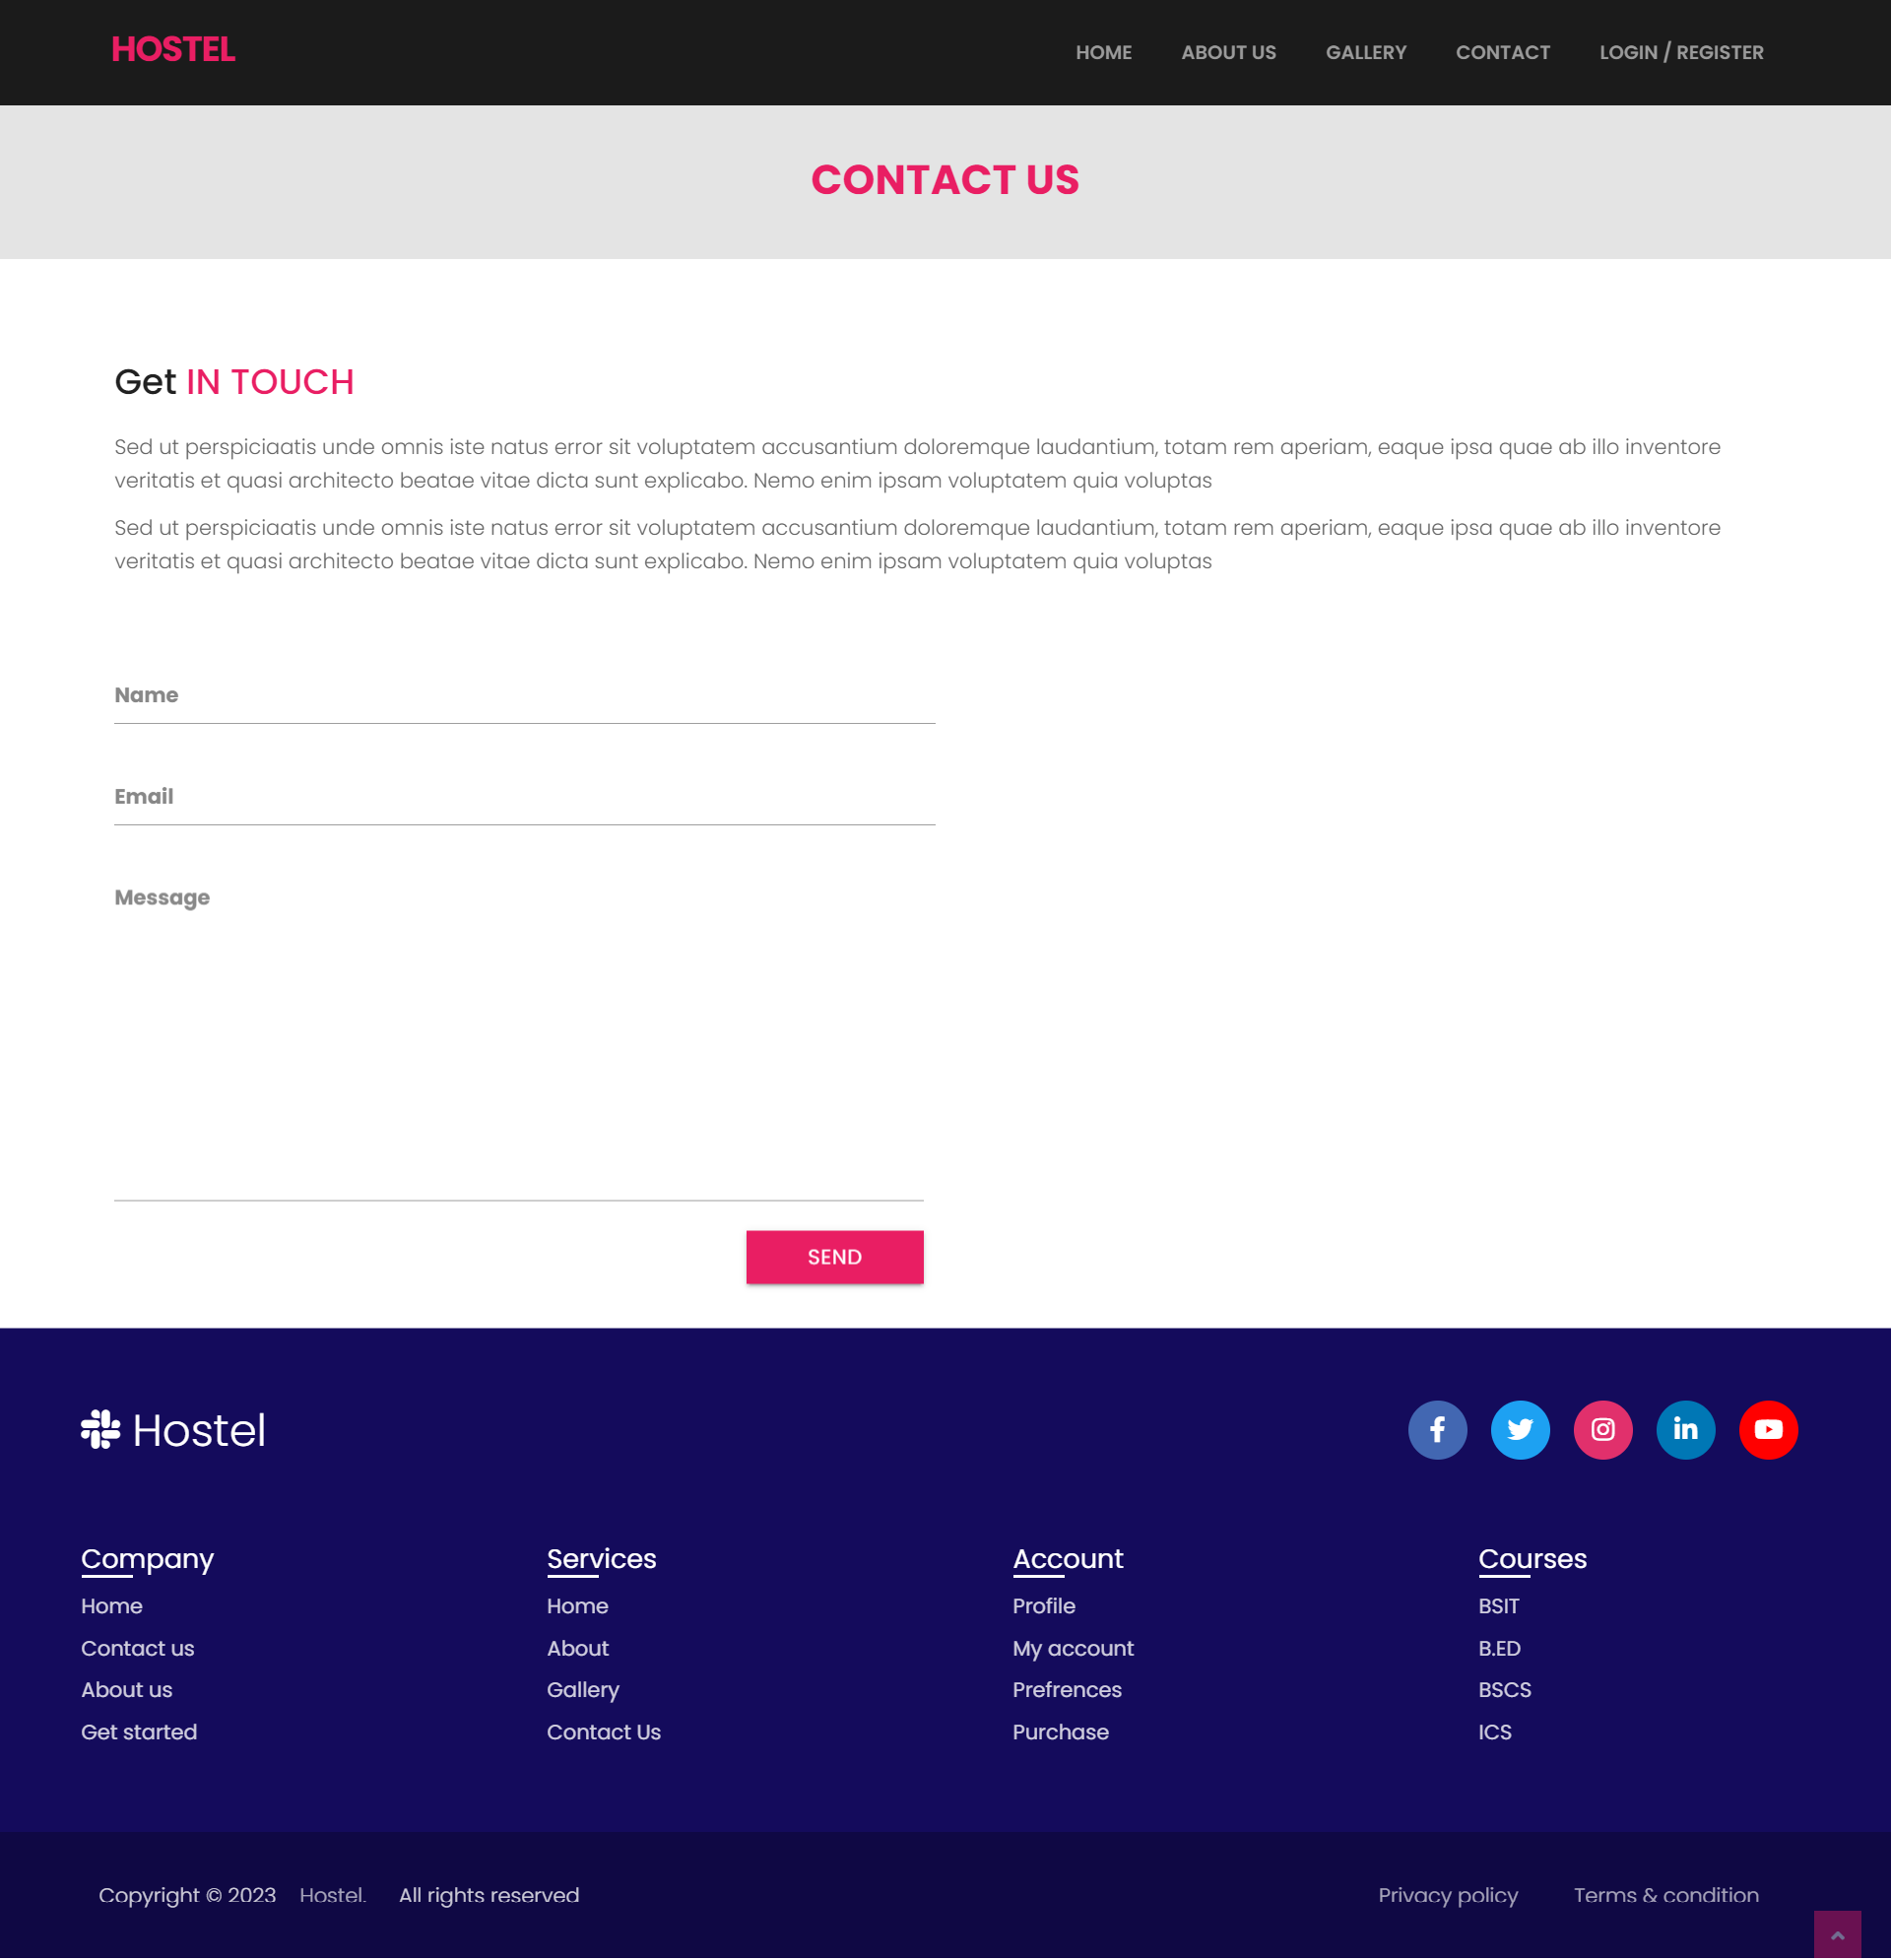 HOSTEL
HOME ABOUT US GALLERY CONTACT LOGIN / REGISTER
CONTACT US
Get IN TOUCH
Sed ut perspiciaatis unde omnis iste natus error sit voluptatem accusantium doloremque laudantium, totam rem aperiam, eaque ipsa quae ab illo inventore
veritatis et quasi architecto beatae vitae dicta sunt explicabo. Nemo enim ipsam voluptatem quia voluptas
Sed ut perspiciaatis unde omnis iste natus error sit voluptatem accusantium doloremque laudantium, totam rem aperiam, eaque ipsa quae ab illo inventore
veritatis et quasi architecto beatae vitae dicta sunt explicabo. Nemo enim ipsam voluptatem quia voluptas
Name
Email
Message
SEND
Hostel
Company
Home
Contact us
About us
Get started
Services
Home
About
Gallery
Contact Us
Account
Profile
My account
Prefrences
Purchase
Courses
BSIT
B.ED
BSCS
ICS
Copyright © 2023 Hostel. All rights reserved
Privacy policy Terms & condition